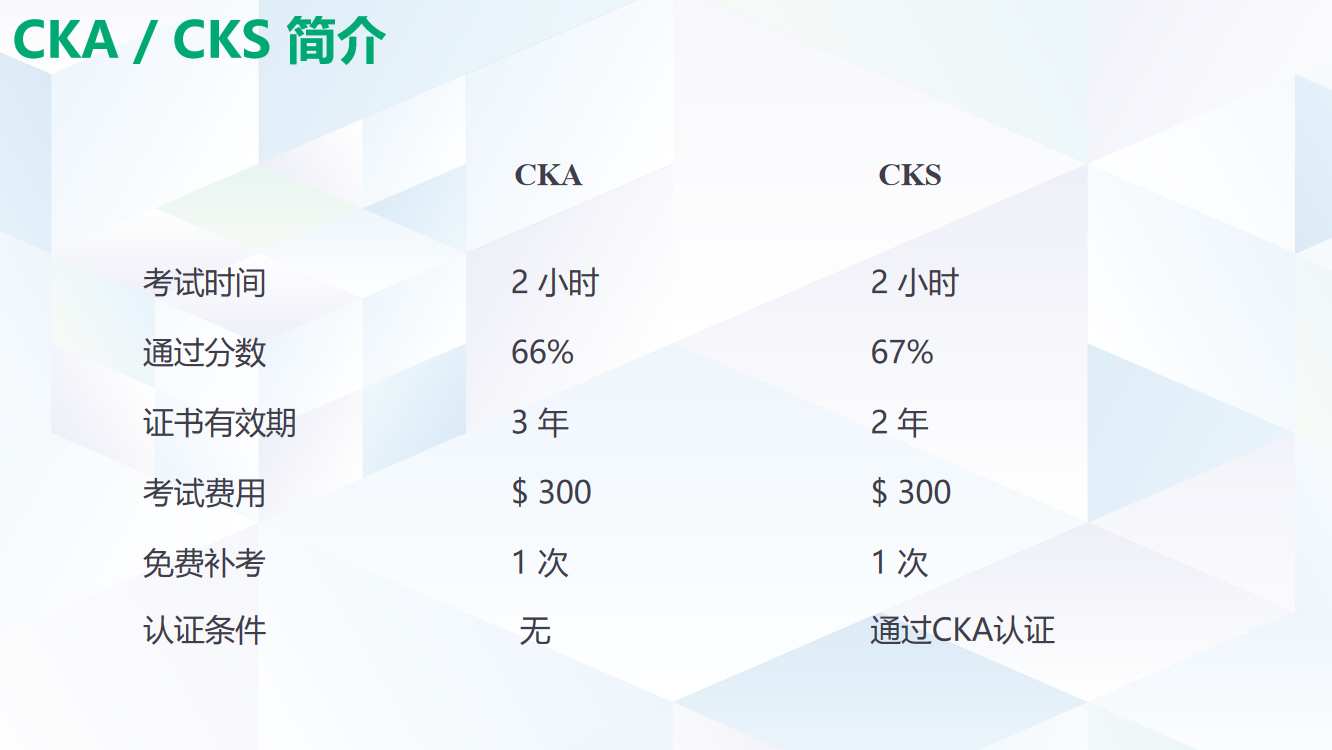 CKA / CKS 简介
CKA CKS
考试时间 2 小时 2 小时
通过分数 66% 67%
证书有效期 3 年 2 年
考试费用 $ 300 $ 300
免费补考 1 次 1 次
认证条件 无 通过CKA认证